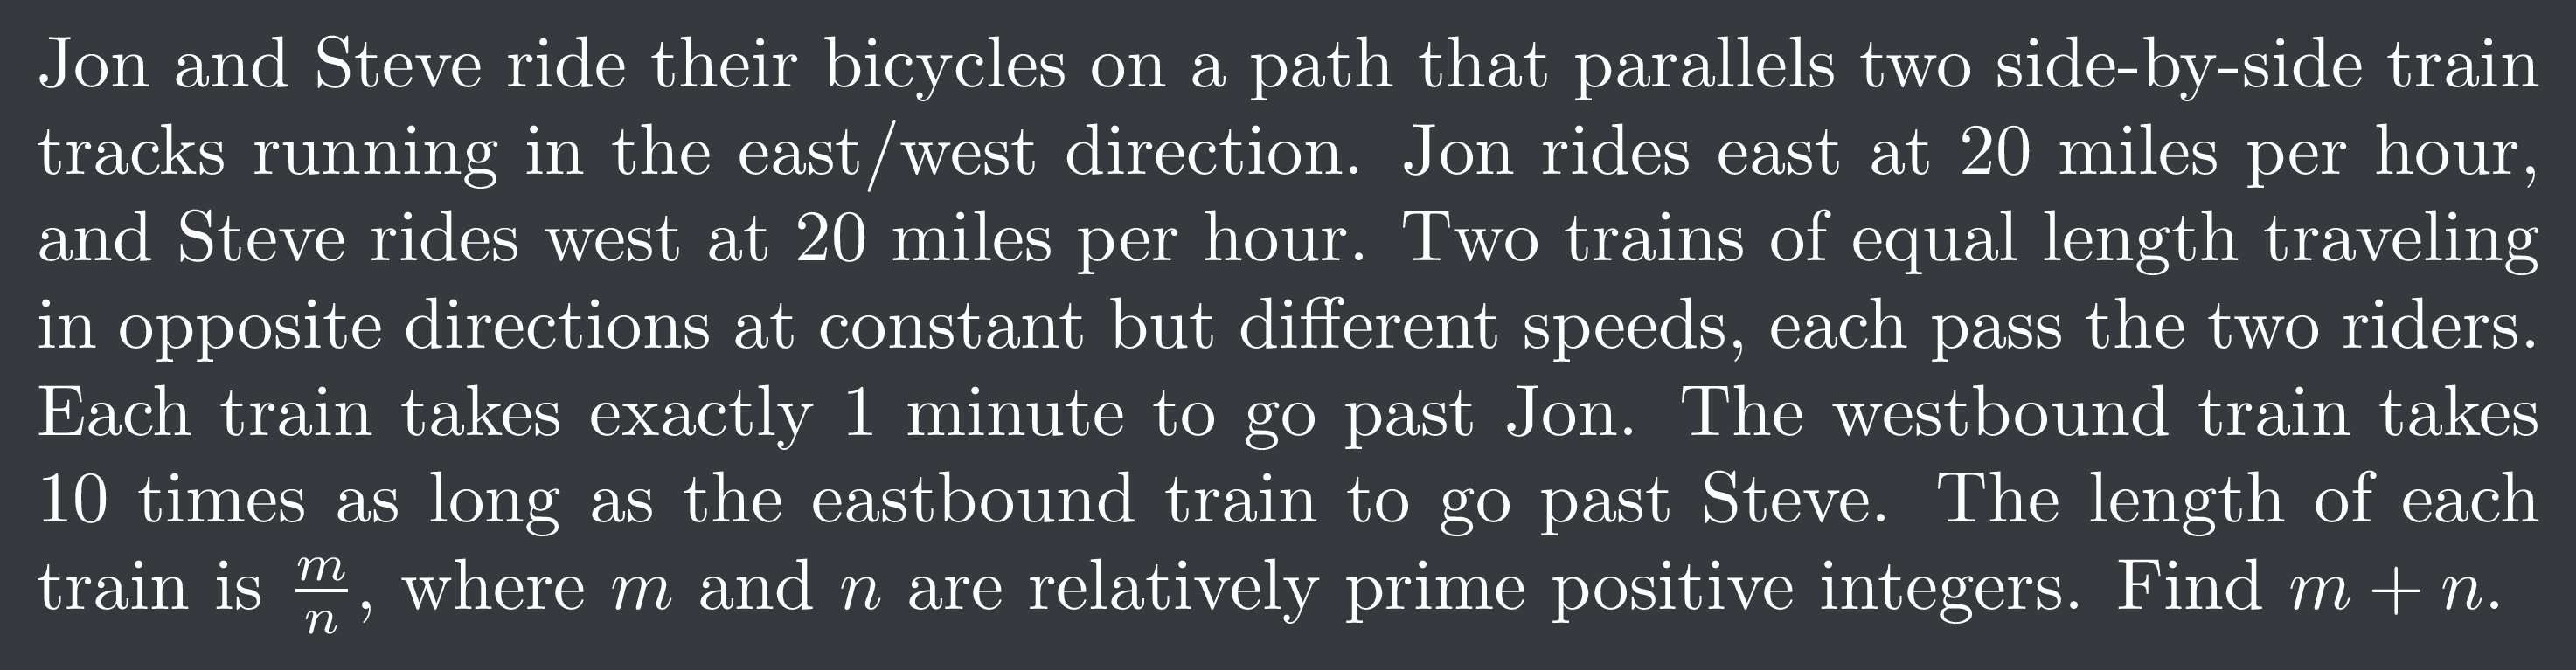 Jon and Steve ride their bicycles on a path that parallels two side-by-side train
tracks running in the east/west direction. Jon rides east at 20 miles per hour,
and Steve rides west at 20 miles per hour. Two trains of equal length traveling
in opposite directions at constant but different speeds, each pass the two riders.
Each train takes exactly 1 minute to go past Jon. The westbound train takes
10 times as long as the eastbound train to go past Steve. The length of each
train is $\frac{m}{n}$, where $m$ and $n$ are relatively prime positive integers. Find $m + n$.